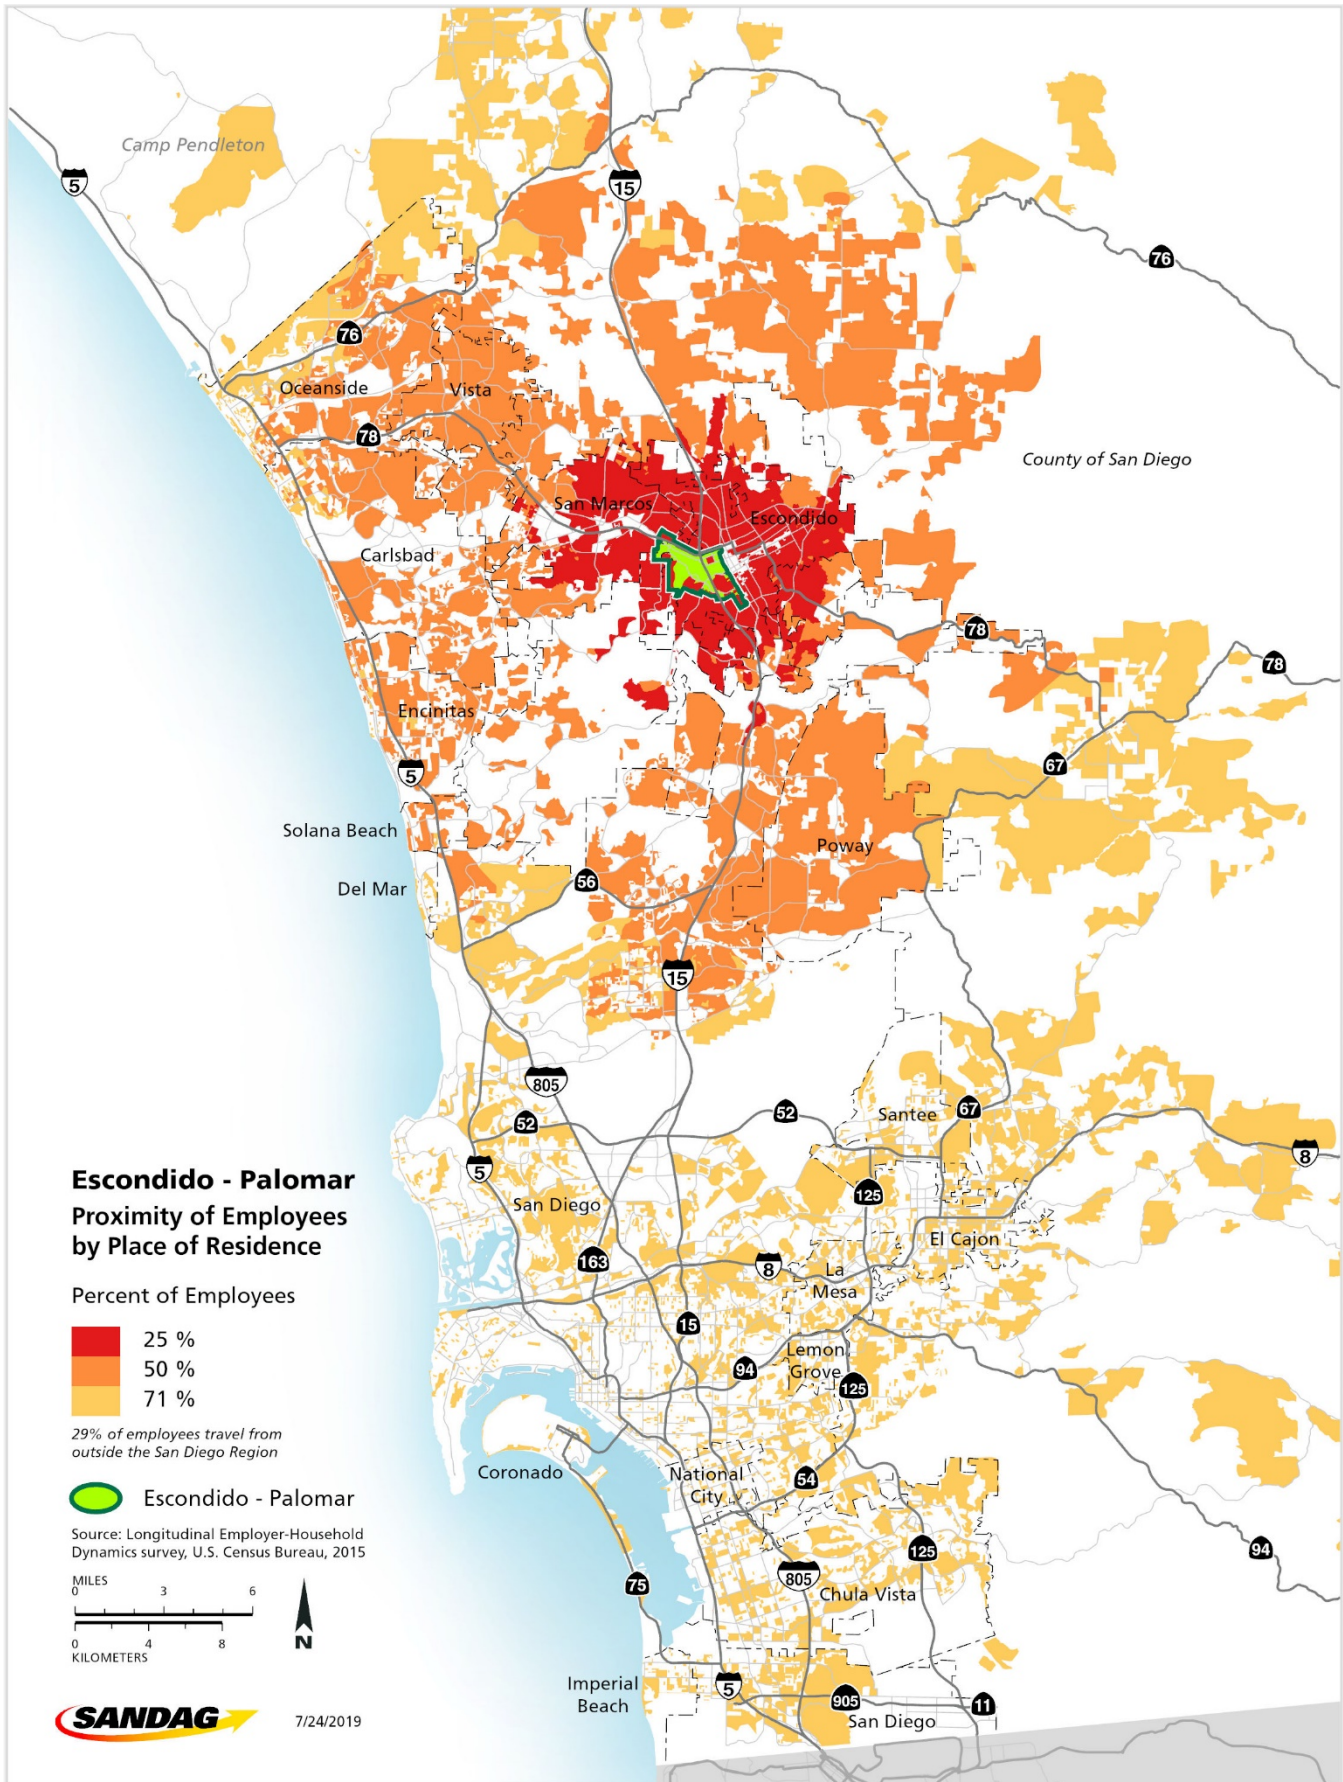 Camp Pendleton
5
15
76
76
Oceanside
Vista
78
County of San Diego
San Marcos
Escondido
Carlsbad
78
78
Encinitas
5
67
Solana Beach
Poway
Del Mar
56
15
805
52
52
Santee
67
5
8
125
San Diego
El Cajon
163
8
La
Mesa
15
94
Lemon
Grove
125
Coronado
National
City
54
125
94
75
805
Chula Vista
Imperial
Beach
5
905
11
San Diego
Escondido - Palomar
Proximity of Employees
by Place of Residence
Percent of Employees
25 %
50 %
71 %
29% of employees travel from
outside the San Diego Region
Escondido - Palomar
Source: Longitudinal Employer-Household
Dynamics survey, U.S. Census Bureau, 2015
MILES
0 3 6
0 4 8
KILOMETERS
N
SANDAG
7/24/2019